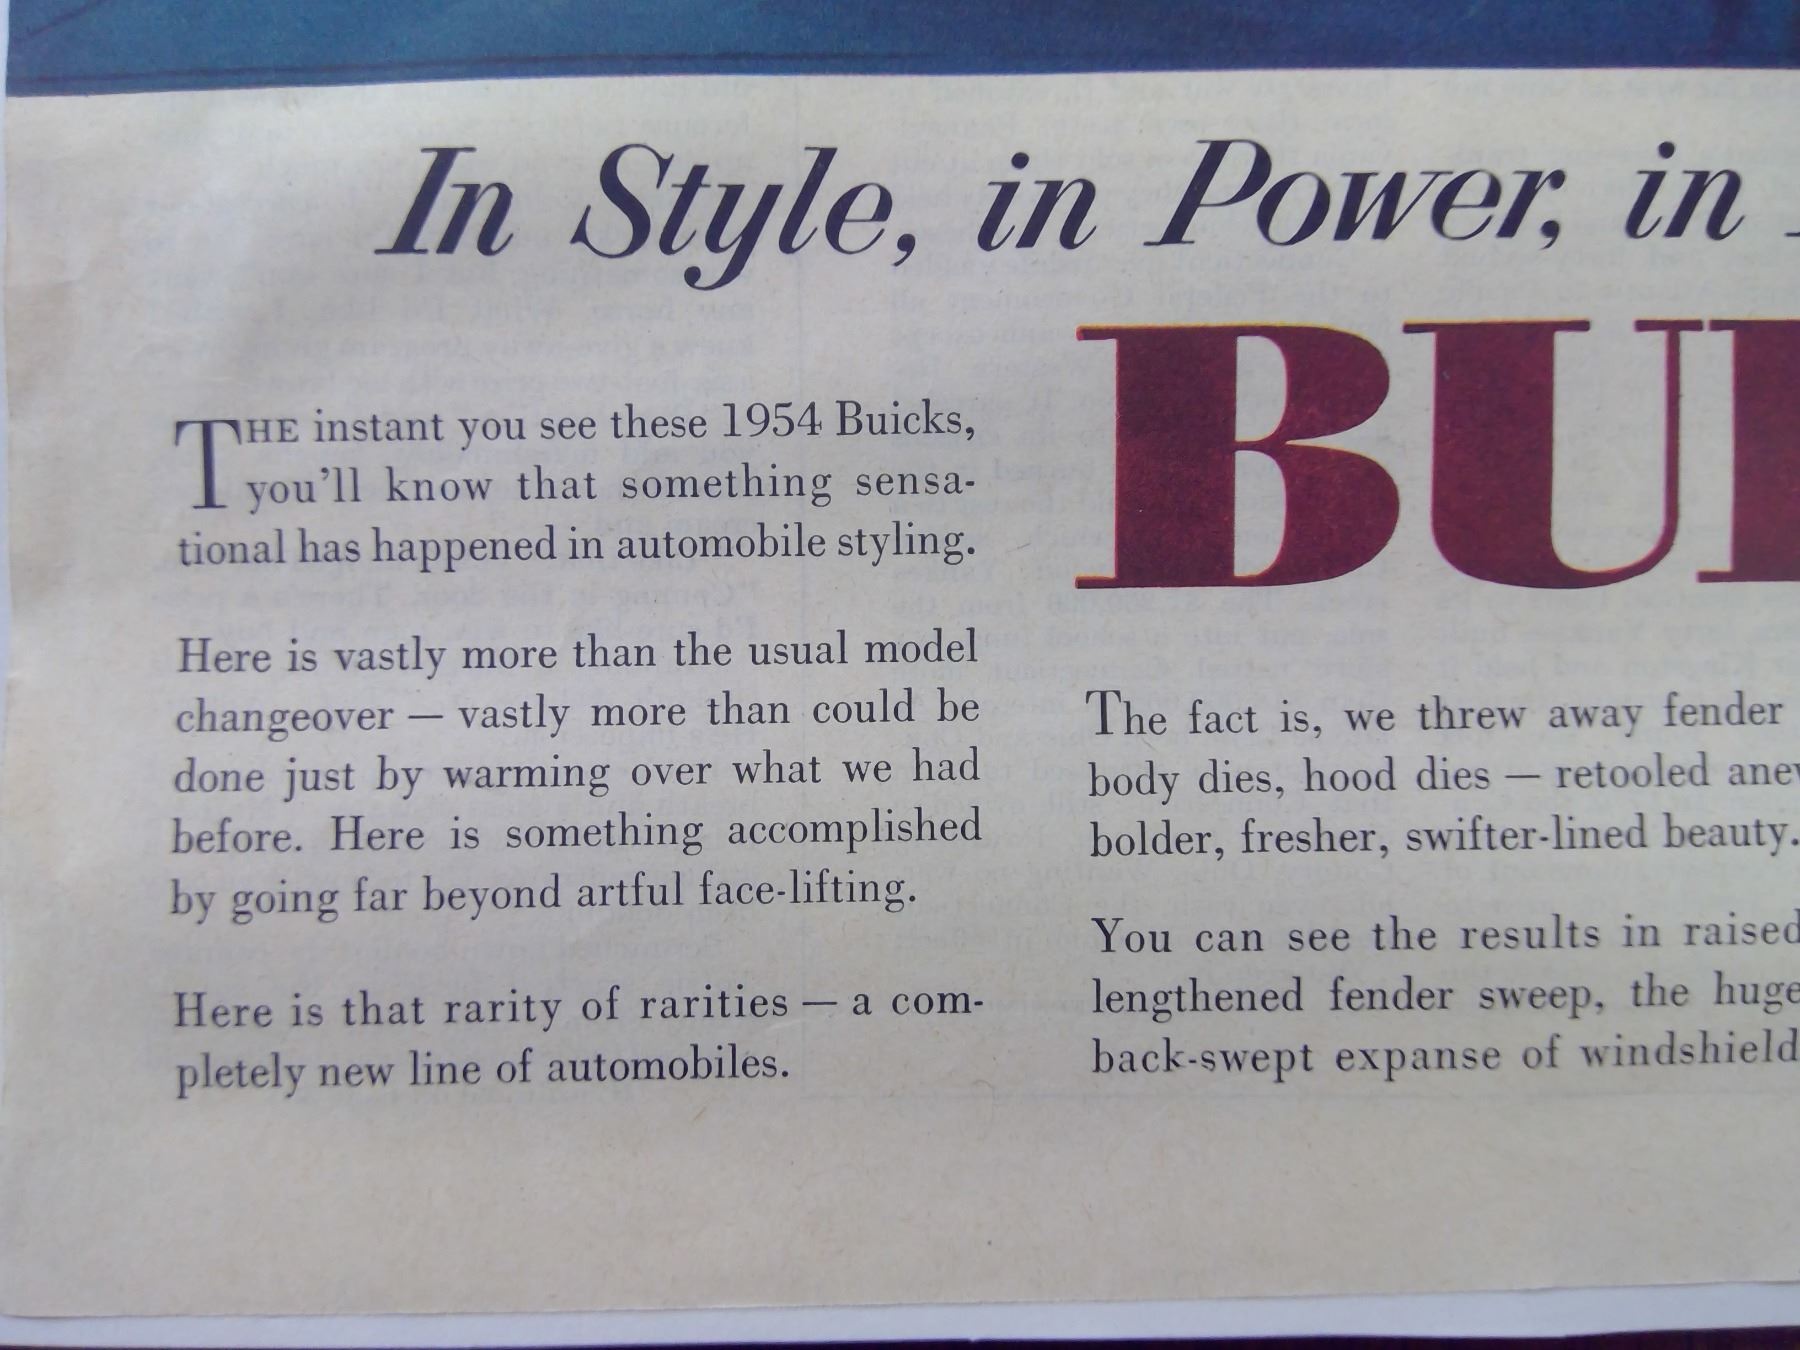 In Style, in Power, in
BUI
THE instant you see these 1954 Buicks,
you'll know that something sensa-
tional has happened in automobile styling.
Here is vastly more than the usual model
changeover — vastly more than could be
done just by warming over what we had
before. Here is something accomplished
by going far beyond artful face-lifting.
Here is that rarity of rarities — a com-
pletely new line of automobiles.
The fact is, we threw away fender
body dies, hood dies — retooled
bolder, fresher, swifter-lined beauty.
You can see the results in raised
lengthened fender sweep, the huge
back-swept expanse of windshield